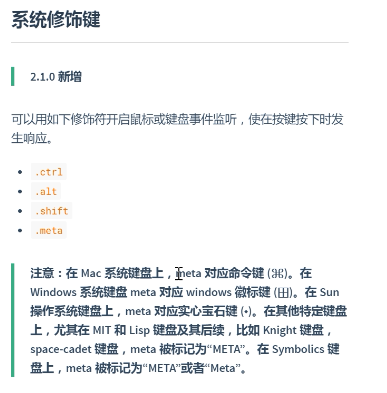 系统修饰键
2.1.0 新增
可以用如下修饰符开启鼠标或键盘事件监听，使在按键按下时发
生响应。
.ctrl
.alt
.shift
.meta
注意：在 Mac 系统键盘上，meta 对应命令键 (⌘)。在
Windows 系统键盘 meta 对应 windows 徽标键 (⊞)。在 Sun
操作系统键盘上，meta 对应实心宝石键 (◆)。在其他特定键盘
上，尤其在 MIT 和 Lisp 键盘及其后续，比如 Knight 键盘，
space-cadet 键盘，meta 被标记为“META”。在 Symbolics 键
盘上，meta 被标记为“META”或者“Meta”。